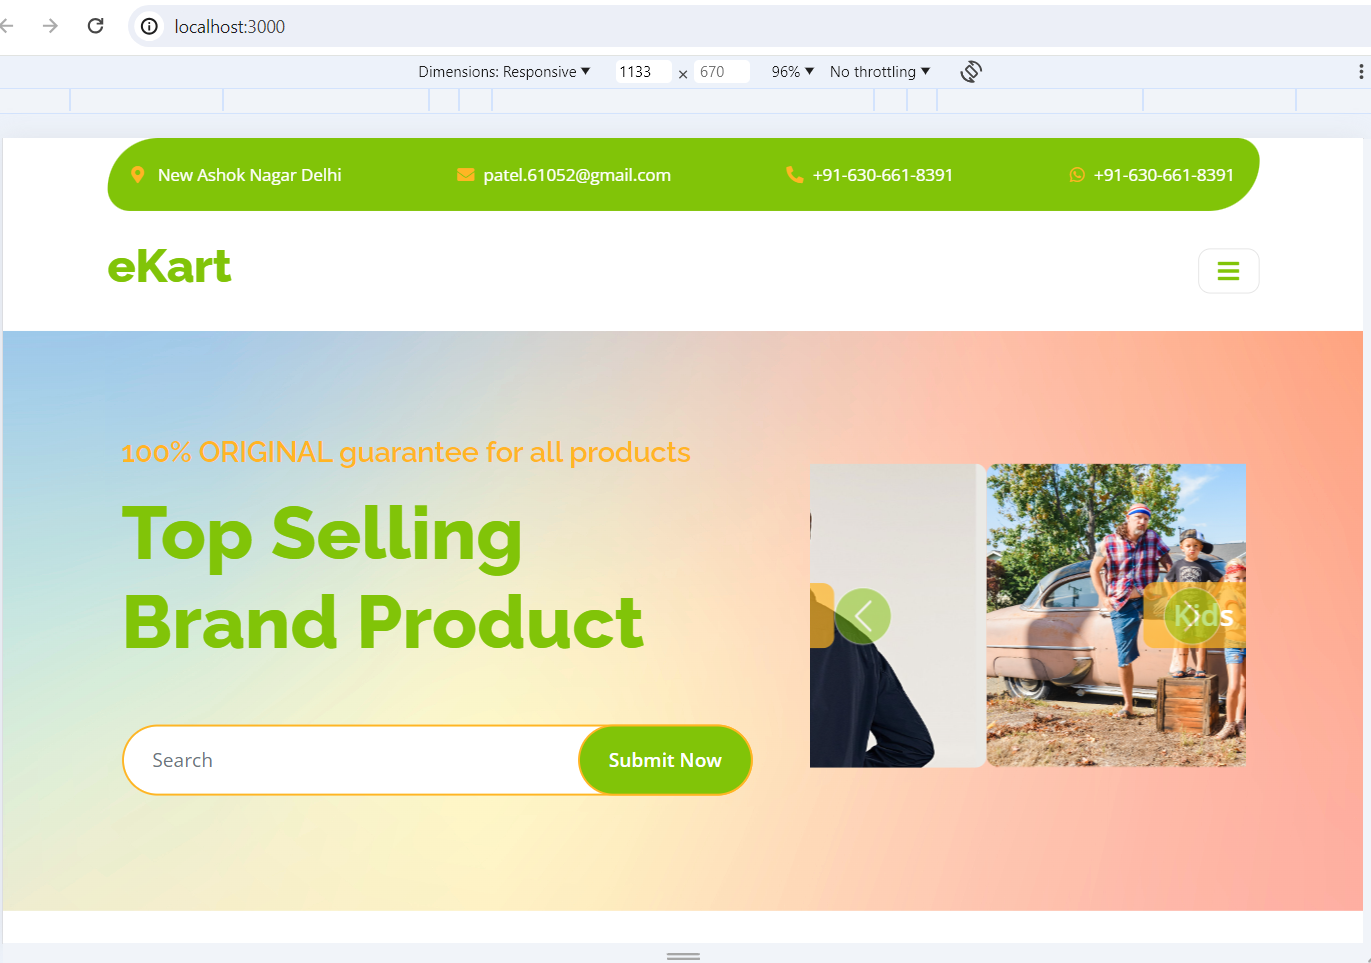 localhost:3000
Dimensions: Responsive 1133 × 670 96% No throttling
New Ashok Nagar Delhi patel.61052@gmail.com +91-630-661-8391 +91-630-661-8391
eKart
100% ORIGINAL guarantee for all products
Top Selling
Brand Product
Kids
Search Submit Now